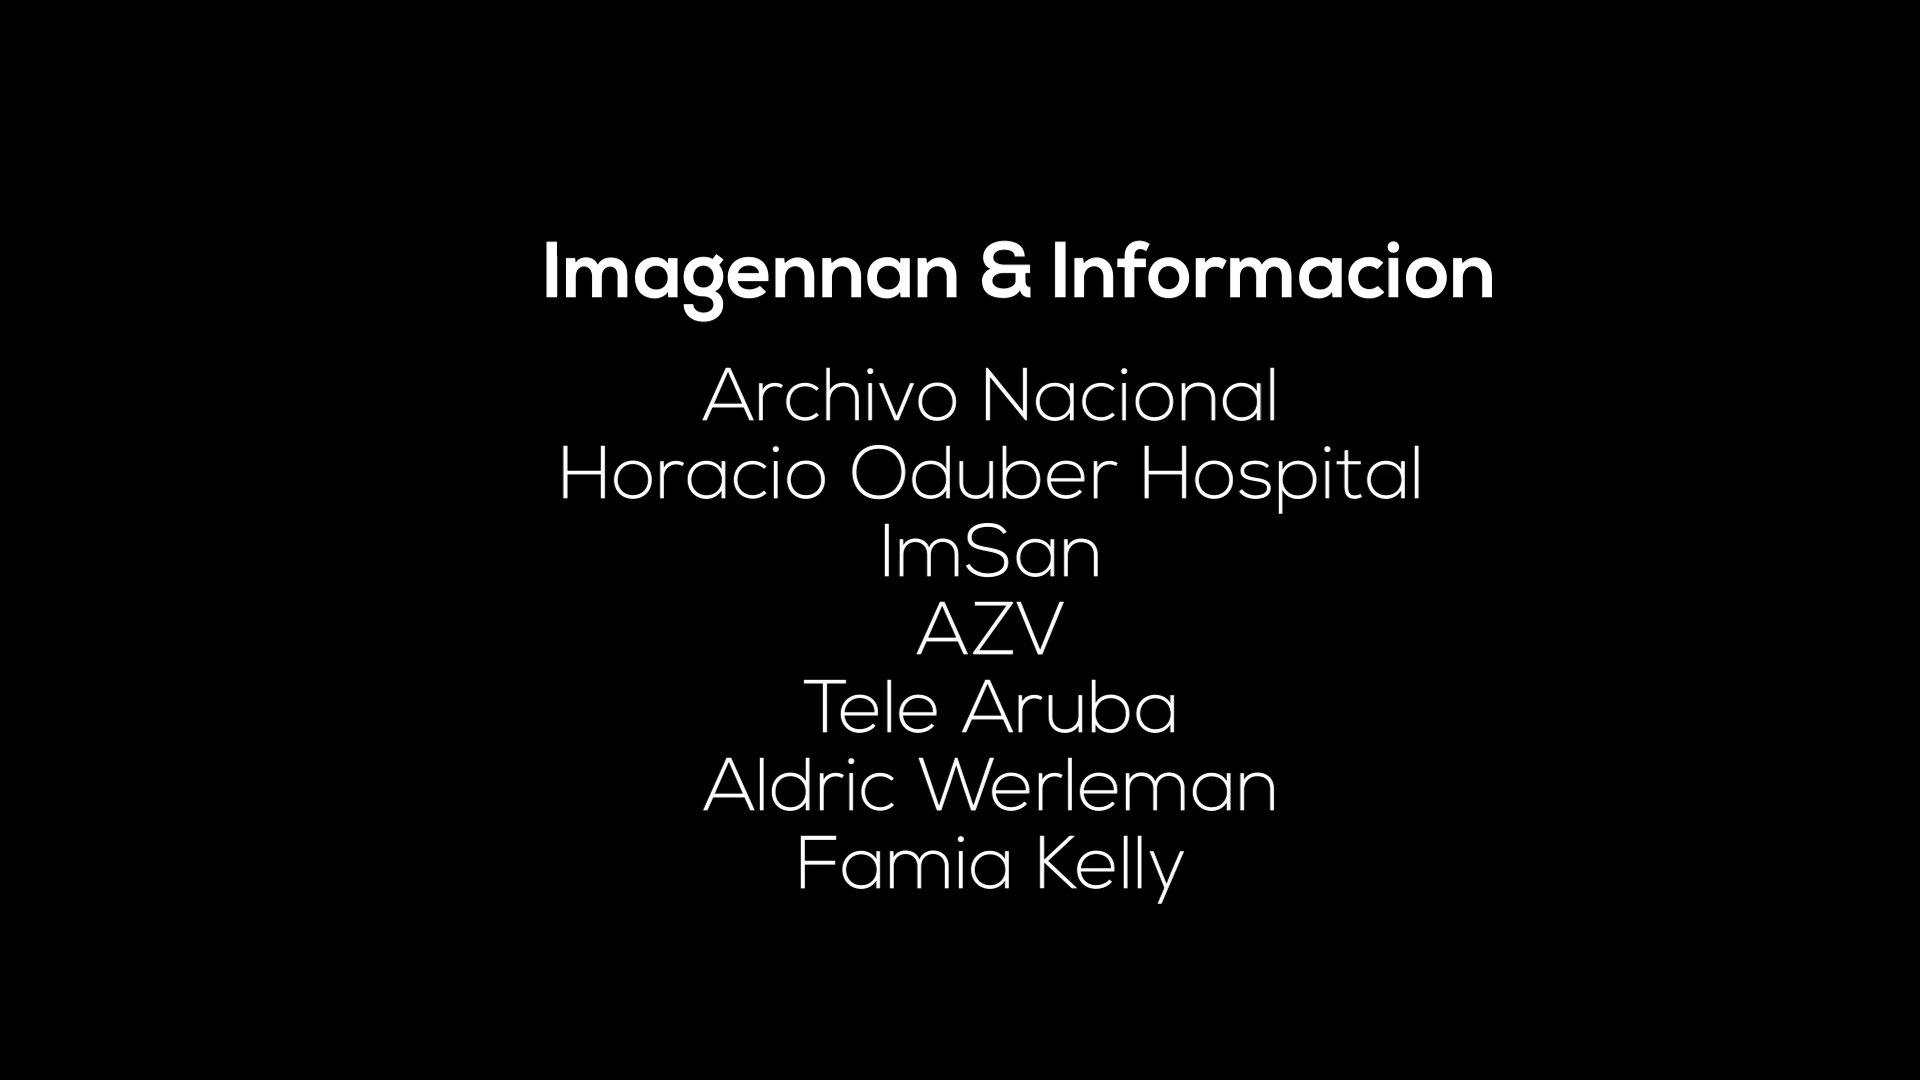 Imagennan & Informacion
Archivo Nacional
Horacio Oduber Hospital
ImSan
AZV
Tele Aruba
Aldric Werleman
Famia Kelly